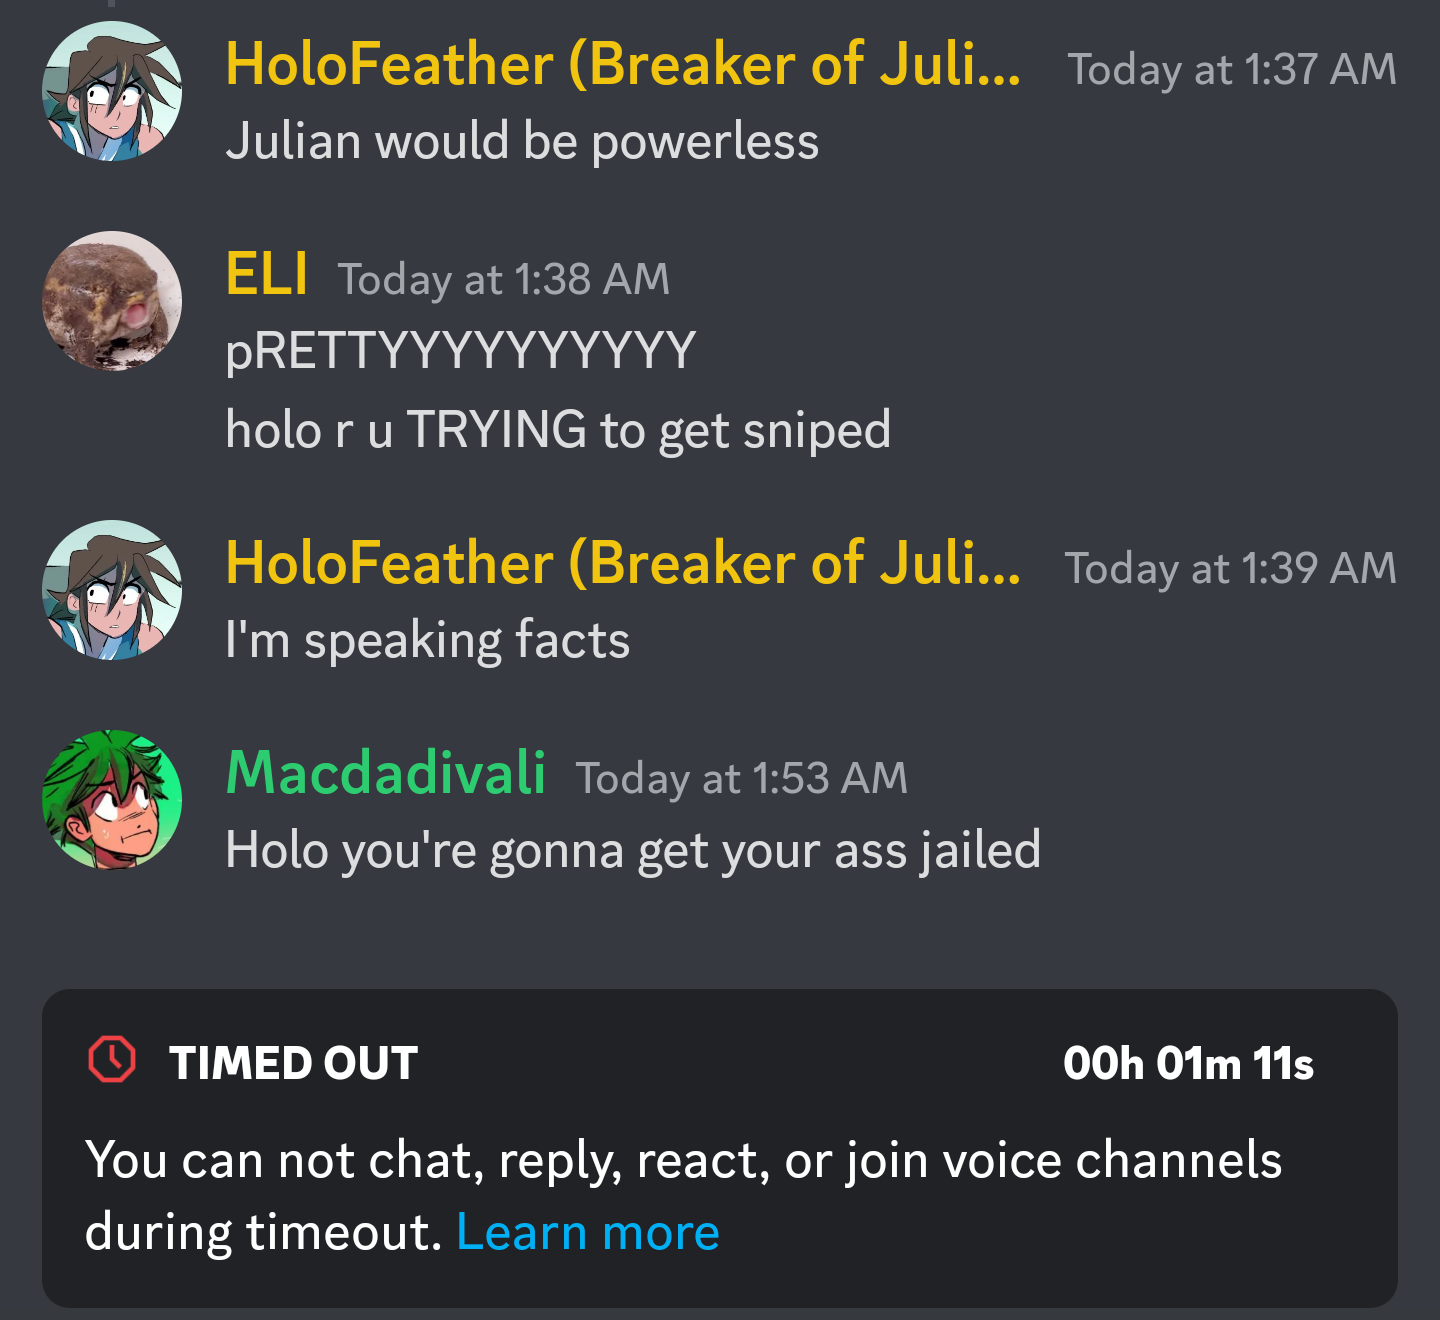 HoloFeather (Breaker of Juli... Today at 1:37 AM
Julian would be powerless
ELI Today at 1:38 AM
pRETTYYYYYYYYYY
holo r u TRYING to get sniped
HoloFeather (Breaker of Juli... Today at 1:39 AM
I'm speaking facts
Macdadivali Today at 1:53 AM
Holo you're gonna get your ass jailed
TIMED OUT 00h 01m 11s
You can not chat, reply, react, or join voice channels
during timeout. Learn more